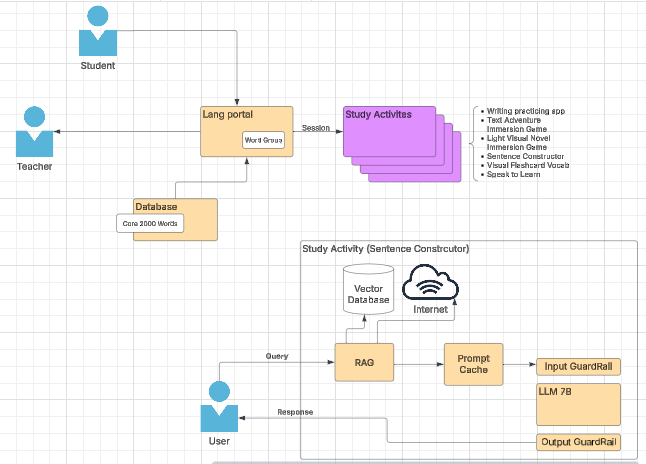 Student
Lang portal
Word Group
Session
Study Activites
• Writing practicing app
• Text Adventure
Immersion Game
• Light Visual Novel
Immersion Game
• Sentence Constructor
• Visual Flashcard Vocab
• Speak to Learn
Teacher
Database
Core 2000 Words
Study Activity (Sentence Constrcutor)
Vector
Database
Internet
Query
RAG
Prompt
Cache
Input GuardRail
LLM 7B
User
Response
Output GuardRail